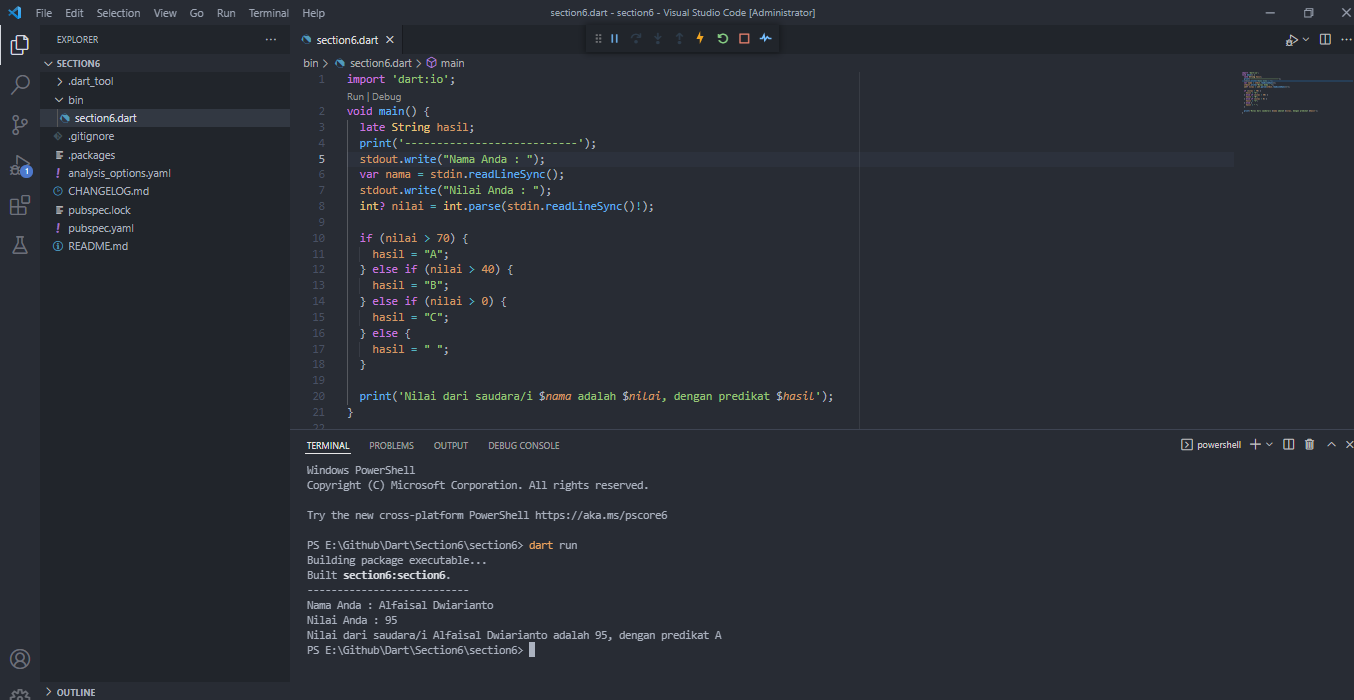 File Edit Selection View Go Run Terminal Help
section6.dart - section6 - Visual Studio Code [Administrator]
EXPLORER
SECTION6
.dart_tool
bin
section6.dart
.gitignore
.packages
analysis_options.yaml
CHANGELOG.md
pubspec.lock
pubspec.yaml
README.md
OUTLINE
1
section6.dart
bin > section6.dart > main
1 import 'dart:io';
Run | Debug
2 void main() {
3 late String hasil;
4 print('---------------------------');
5 stdout.write("Nama Anda : ");
6 var nama = stdin.readLineSync();
7 stdout.write("Nilai Anda : ");
8 int? nilai = int.parse(stdin.readLineSync()!);
9
10 if (nilai > 70) {
11 hasil = "A";
12 } else if (nilai > 40) {
13 hasil = "B";
14 } else if (nilai > 0) {
15 hasil = "C";
16 } else {
17 hasil = " ";
18 }
19
20 print('Nilai dari saudara/i $nama adalah $nilai, dengan predikat $hasil');
21 }
22
TERMINAL PROBLEMS OUTPUT DEBUG CONSOLE
powershell
Windows PowerShell
Copyright (C) Microsoft Corporation. All rights reserved.
Try the new cross-platform PowerShell https://aka.ms/pscore6
PS E:\Github\Dart\Section6\section6> dart run
Building package executable...
Built section6:section6.
---------------------------
Nama Anda : Alfaisal Dwiarianto
Nilai Anda : 95
Nilai dari saudara/i Alfaisal Dwiarianto adalah 95, dengan predikat A
PS E:\Github\Dart\Section6\section6>